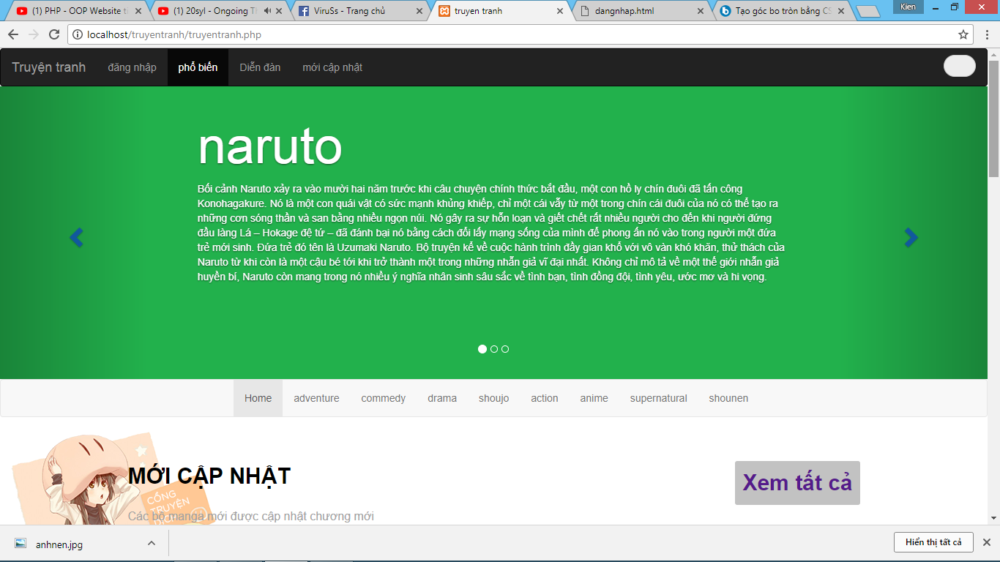 (1) PHP - OOP Website ti
(1) 20syl - Ongoing Th
ViruSs - Trang chủ
truyen tranh
dangnhap.html
Tạo góc bo tròn bằng CS
Kien
localhost/truyentranh/truyentranh.php
Truyện tranh
đăng nhập
phổ biến
Diễn đàn
mới cập nhật
naruto
Bối cảnh Naruto xảy ra vào mười hai năm trước khi câu chuyện chính thức bắt đầu, một con hồ ly chín đuôi đã tấn công
Konohagakure. Nó là một con quái vật có sức mạnh khủng khiếp, chỉ một cái vẫy từ một trong chín cái đuôi của nó có thể tạo ra
những cơn sóng thần và san bằng nhiều ngọn núi. Nó gây ra sự hỗn loạn và giết chết rất nhiều người cho đến khi người đứng
đầu làng Lá – Hokage đệ tứ – đã đánh bại nó bằng cách đổi lấy mạng sống của mình để phong ấn nó vào trong người một đứa
trẻ mới sinh. Đứa trẻ đó tên là Uzumaki Naruto. Bộ truyện kể về cuộc hành trình đầy gian khổ với vô vàn khó khăn, thử thách của
Naruto từ khi còn là một cậu bé tới khi trở thành một trong những nhẫn giả vĩ đại nhất. Không chỉ mô tả về một thế giới nhẫn giả
huyền bí, Naruto còn mang trong nó nhiều ý nghĩa nhân sinh sâu sắc về tình bạn, tình đồng đội, tình yêu, ước mơ và hi vọng.
Home
adventure
commedy
drama
shoujo
action
anime
supernatural
shounen
MỚI CẬP NHẬT
Xem tất cả
CỔNG
TRUYỆN
Các bộ manga mới được cập nhật chương mới
anhnen.jpg
Hiển thị tất cả